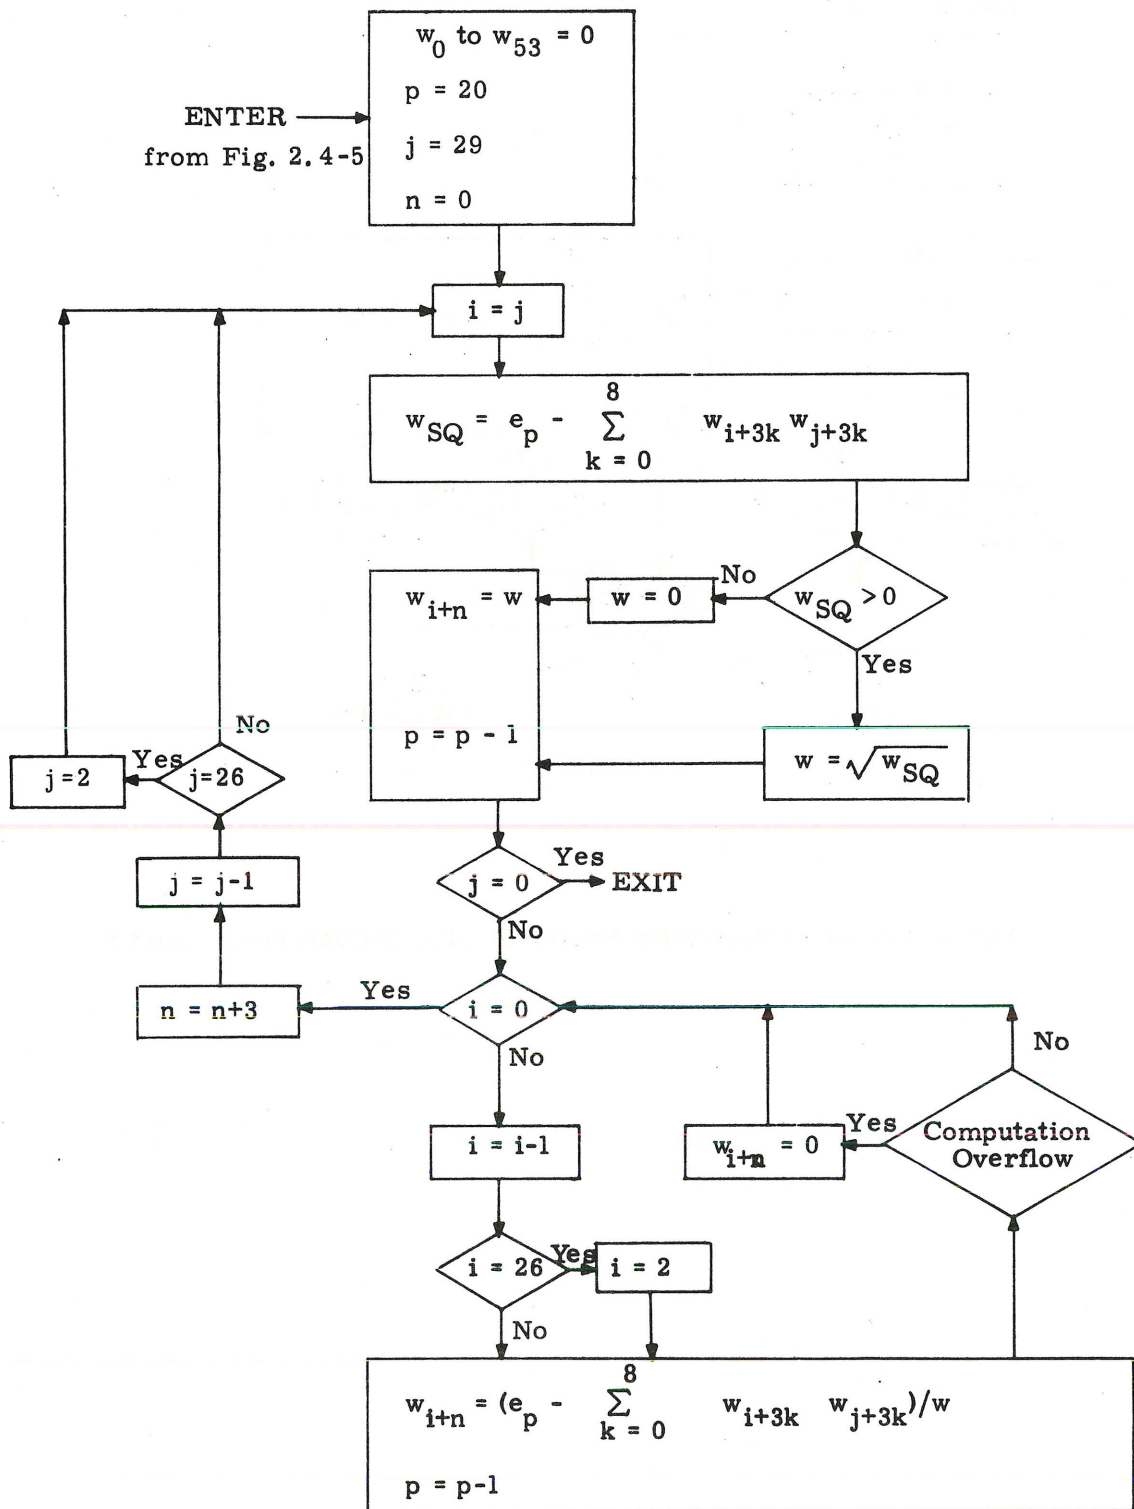 w0 to w53 = 0
p = 20
ENTER
j = 29
from Fig. 2.4-5
n = 0
i = j
wSQ = ep - 8 Σ k = 0 wi+3k wj+3k
wSQ > 0
No
w = 0
wi+n = w
Yes
p = p - 1
w = √wSQ
No
j=26
Yes
j=2
j = j-1
j = 0
Yes
EXIT
No
i = 0
Yes
n = n+3
No
No
i = i-1
Computation
Overflow
Yes
wi+n = 0
i = 26
Yes
i = 2
No
wi+n = (ep - 8 Σ k = 0 wi+3k wj+3k)/w
p = p-1